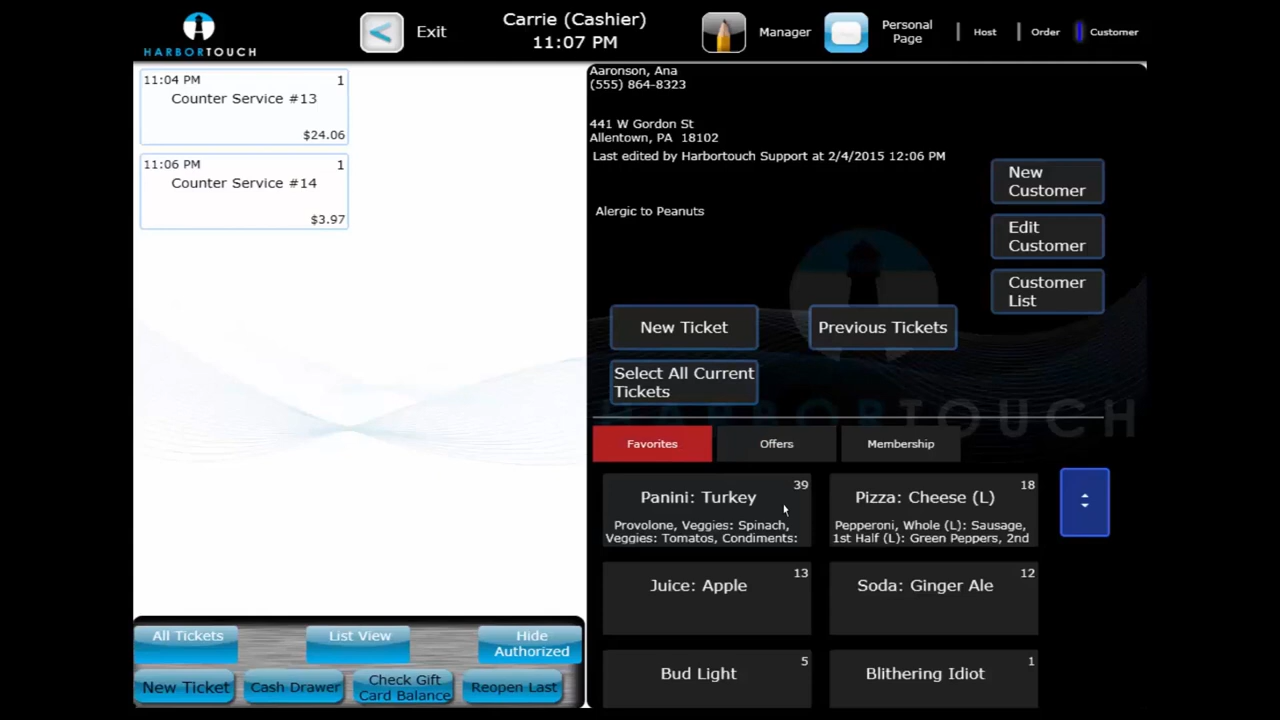 HARBORTOUCH
<
Exit
Carrie (Cashier)
11:07 PM
Manager
Personal
Page
Host
Order
Customer
11:04 PM 1
Counter Service #13
$24.06
11:06 PM 1
Counter Service #14
$3.97
Aaronson, Ana
(555) 864-8323
441 W Gordon St
Allentown, PA 18102
Last edited by Harbortouch Support at 2/4/2015 12:06 PM
Alergic to Peanuts
New
Customer
Edit
Customer
Customer
List
New Ticket
Previous Tickets
Select All Current
Tickets
HARBORTOUCH
Favorites
Offers
Membership
39
Panini: Turkey
Provolone, Veggies: Spinach,
Veggies: Tomatos, Condiments:
18
Pizza: Cheese (L)
Pepperoni, Whole (L): Sausage,
1st Half (L): Green Peppers, 2nd
13
Juice: Apple
12
Soda: Ginger Ale
5
Bud Light
1
Blithering Idiot
All Tickets
List View
Hide
Authorized
New Ticket
Cash Drawer
Check Gift
Card Balance
Reopen Last